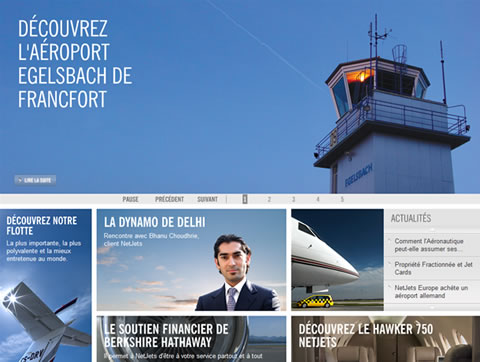 DÉCOUVREZ
L'AÉROPORT
EGELSBACH DE
FRANCFORT
EGELSBACH
LIRE LA SUITE
PAUSE PRÉCÉDENT SUIVANT 1 2 3 4 5
DÉCOUVREZ NOTRE
FLOTTE
La plus importante, la plus
polyvalente et la mieux
entretenue au monde.
LA DYNAMO DE DELHI
Rencontre avec Bhanu Choudhrie,
client NetJets
ACTUALITÉS
Comment l'Aéronautique
peut-elle assumer ses...
Propriété Fractionnée et Jet
Cards
NetJets Europe achète un
aéroport allemand
LE SOUTIEN FINANCIER DE
BERKSHIRE HATHAWAY
Il permet à NetJets d'être à votre service partout et à tout
DÉCOUVREZ LE HAWKER 750
NETJETS